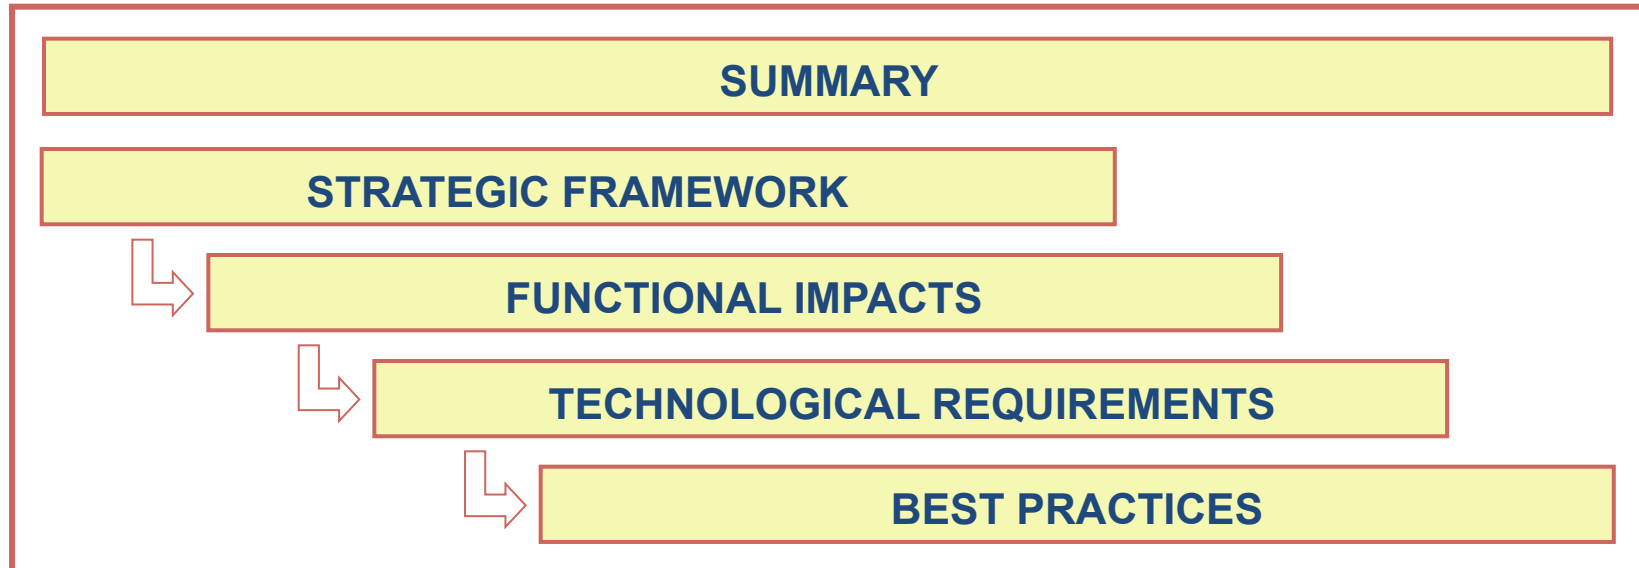 SUMMARY
STRATEGIC FRAMEWORK
FUNCTIONAL IMPACTS
TECHNOLOGICAL REQUIREMENTS
BEST PRACTICES